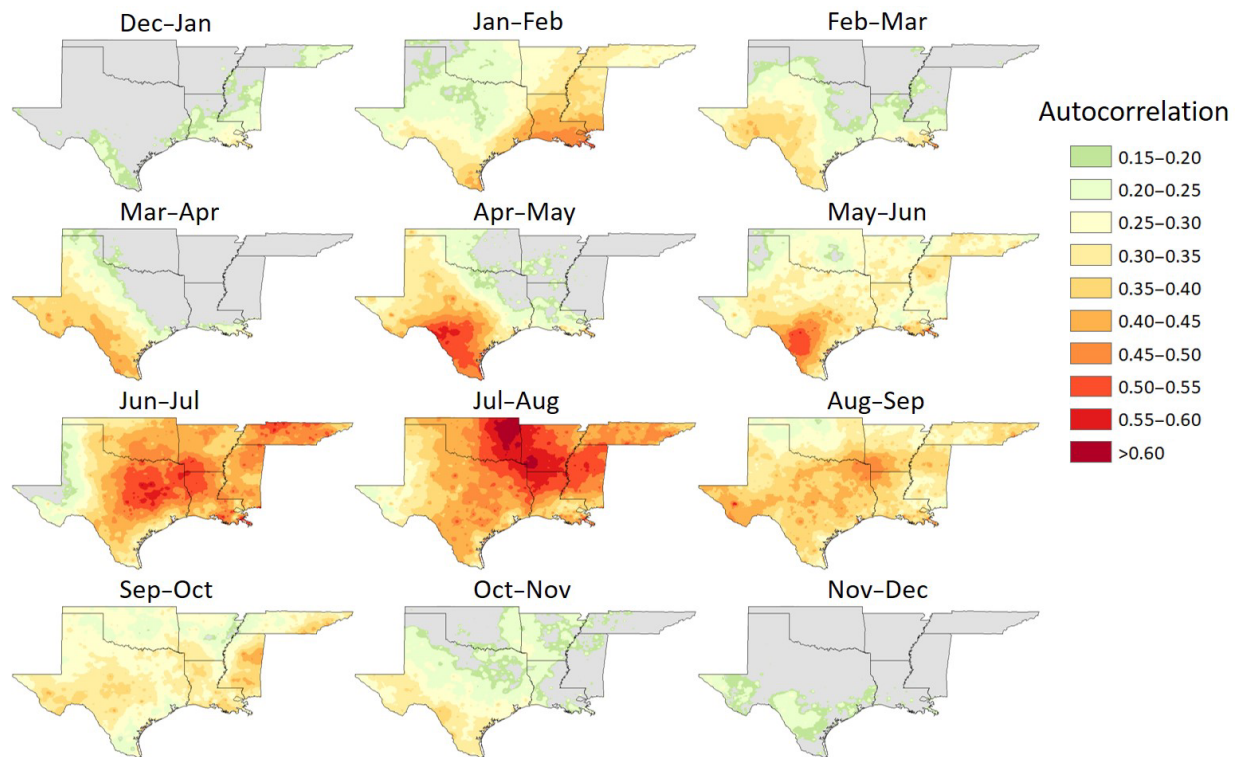 Dec–Jan
Jan–Feb
Feb–Mar
Mar–Apr
Apr–May
May–Jun
Jun–Jul
Jul–Aug
Aug–Sep
Sep–Oct
Oct–Nov
Nov–Dec
Autocorrelation
0.15–0.20
0.20–0.25
0.25–0.30
0.30–0.35
0.35–0.40
0.40–0.45
0.45–0.50
0.50–0.55
0.55–0.60
>0.60